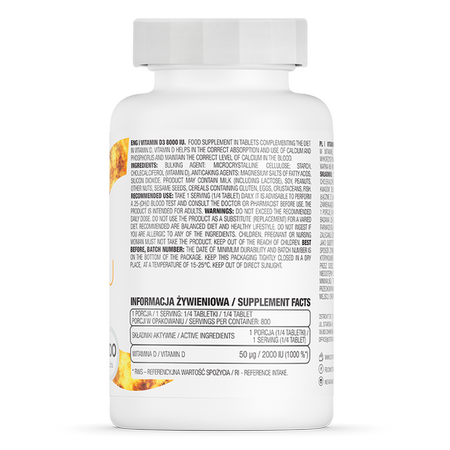 ENG | VITAMIN D3 8000 IU. FOOD SUPPLEMENT IN TABLETS COMPLEMENTING THE DIET
IN VITAMIN D. VITAMIN D HELPS IN THE CORRECT ABSORPTION AND USE OF CALCIUM AND
PHOSPHORUS AND MAINTAIN THE CORRECT LEVEL OF CALCIUM IN THE BLOOD.
INGREDIENTS: BULKING AGENT: MICROCRYSTALLINE CELLULOSE; STARCH,
CHOLECALCIFEROL (VITAMIN D), ANTICAKING AGENTS: MAGNESIUM SALTS OF FATTY ACIDS,
SILICON DIOXIDE. PRODUCT MAY CONTAIN MILK (INCLUDING LACTOSE), SOY, PEANUTS,
OTHER NUTS, SESAME SEEDS, CEREALS CONTAINING GLUTEN, EGGS, CRUSTACEANS, FISH.
RECOMMENDED USE: TAKE 1 SERVING (1/4 TABLET) DAILY. IT IS ADVISABLE TO PERFORM
A 25-(OH)D BLOOD TEST AND CONSULT THE DOCTOR OR PHARMACIST BEFORE USE. THE
PRODUCT IS INTENDED FOR ADULTS. WARNINGS: DO NOT EXCEED THE RECOMMENDED
DAILY DOSE. DO NOT USE THE PRODUCT AS A SUBSTITUTE (REPLACEMENT) FOR A VARIED
DIET. RECOMMENDED ARE BALANCED DIET AND HEALTHY LIFESTYLE. DO NOT INGEST IF
YOU ARE ALLERGIC TO ANY OF THE INGREDIENTS. CHILDREN, PREGNANT OR NURSING
WOMAN MUST NOT TAKE THE PRODUCT. KEEP OUT OF THE REACH OF CHILDREN. BEST
BEFORE, BATCH NUMBER: THE DATE OF MINIMUM DURABILITY AND BATCH NUMBER IS
ON THE BOTTOM OF THE PACKAGE. KEEP THIS PACKAGING TIGHTLY CLOSED IN A DRY
PLACE, AT A TEMPERATURE OF 15-25°C. KEEP OUT OF DIRECT SUNLIGHT.
INFORMACJA ŻYWIENIOWA / SUPPLEMENT FACTS
1 PORCJA / 1 SERVING: 1/4 TABLETKI / 1/4 TABLET
PORCJI W OPAKOWANIU / SERVINGS PER CONTAINER: 800
SKŁADNIKI AKTYWNE / ACTIVE INGREDIENTS
1 PORCJA (1/4 TABLETKI) /
1 SERVING (1/4 TABLET)
WITAMINA D / VITAMIN D
50 µg / 2000 IU (1000 %*)
* RWS – REFERENCYJNA WARTOŚĆ SPOŻYCIA / RI - REFERENCE INTAKE.